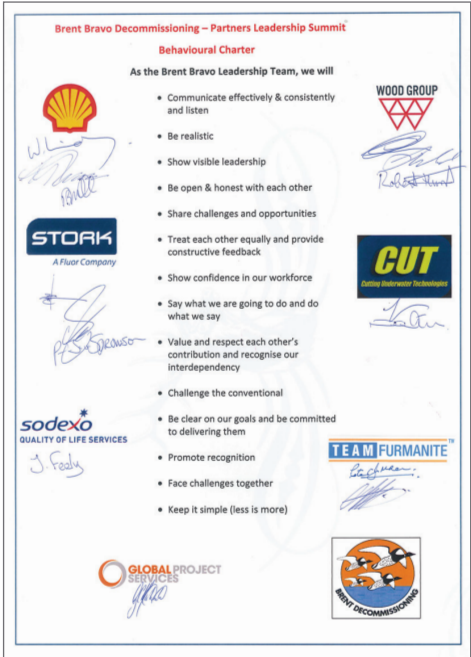 Brent Bravo Decommissioning – Partners Leadership Summit
Behavioural Charter
As the Brent Bravo Leadership Team, we will
• Communicate effectively & consistently
and listen
• Be realistic
• Show visible leadership
• Be open & honest with each other
• Share challenges and opportunities
• Treat each other equally and provide
constructive feedback
• Show confidence in our workforce
• Say what we are going to do and do
what we say
• Value and respect each other's
contribution and recognise our
interdependency
• Challenge the conventional
• Be clear on our goals and be committed
to delivering them
• Promote recognition
• Face challenges together
• Keep it simple (less is more)
STORK
A Fluor Company
sodexo
QUALITY OF LIFE SERVICES
J. Feely
WOOD GROUP
CUT
Cutting Underwater Technologies
TEAM FURMANITE™
GLOBAL PROJECT
SERVICES
BRENT DECOMMISSIONING